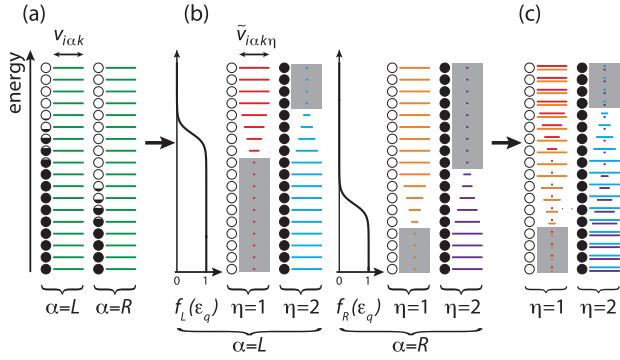 (a)
(b)
(c)
v_{iαk}
ṽ_{iαkη}
energy
0
1
0
1
α=L
α=R
f_L(ε_q)
η=1
η=2
f_R(ε_q)
η=1
η=2
η=1
η=2
α=L
α=R